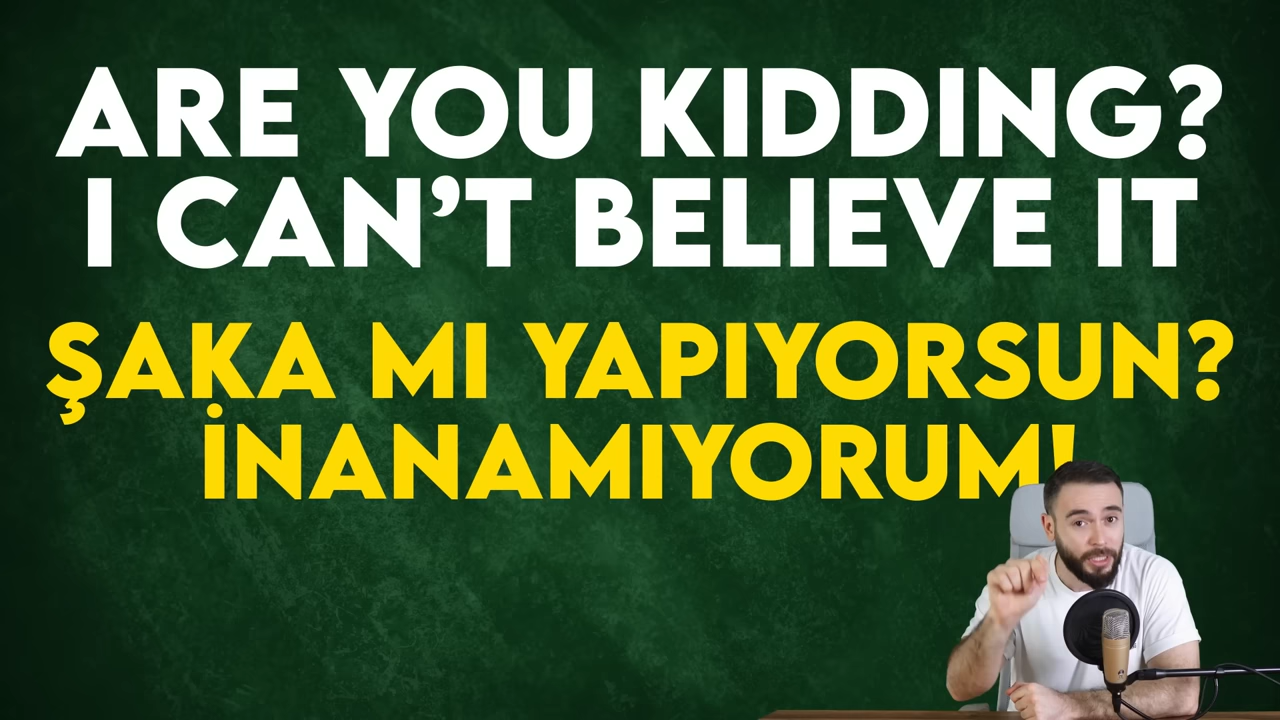 ARE YOU KIDDING?
I CAN’T BELIEVE IT
ŞAKA MI YAPIYORSUN?
İNANAMIYORUM!